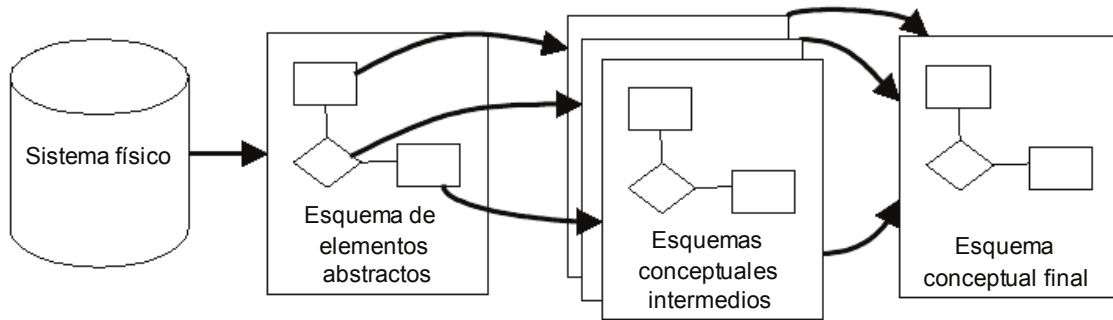 Sistema físico
Esquema de
elementos
abstractos
Esquemas
conceptuales
intermedios
Esquema
conceptual final